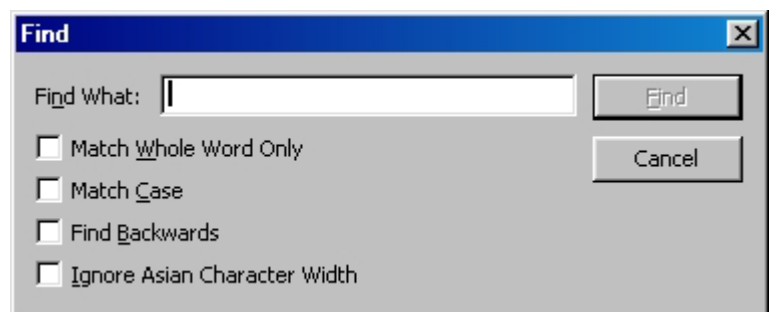 Find
Find What: Find
Match Whole Word Only Cancel
Match Case
Find Backwards
Ignore Asian Character Width